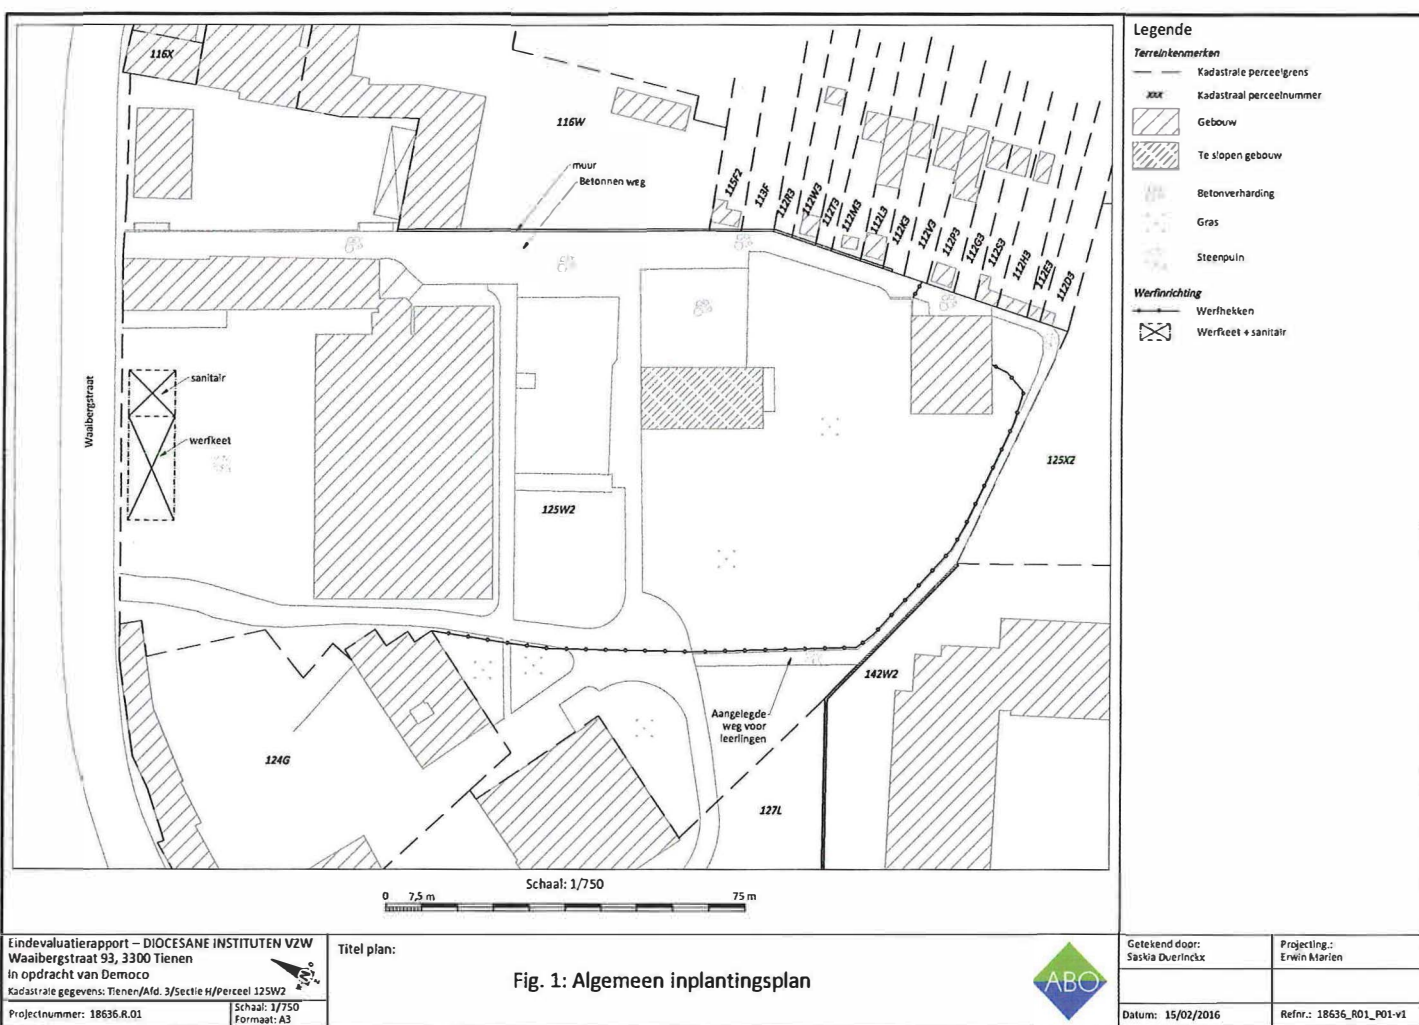 116X
116W
muur
Betonnen weg
115F2
113F
112R3
112W3
112T3
112M3
112L3
112K3
112V3
112P3
112G3
112S3
112H3
112E3
112D3
Waaibergstraat
sanitair
werfkeet
125W2
125X2
142W2
Aangelegde
weg voor
leerlingen
124G
127L
Legende
Terreinkenmerken
Kadastrale perceelgrens
XXX Kadastraal perceelnummer
Gebouw
Te slopen gebouw
Betonverharding
Gras
Steenpuin
Werfinrichting
Werfhekken
Werfkeet + sanitair
Schaal: 1/750
0 7,5 m 75 m
Eindevaluatierapport – DIOCESANE INSTITUTEN VZW
Waaibergstraat 93, 3300 Tienen
In opdracht van Democo
Kadastrale gegevens: Tienen/Afd. 3/Sectie H/Perceel 125W2
Projectnummer: 18636.R.01
Schaal: 1/750
Formaat: A3
Titel plan:
Fig. 1: Algemeen inplantingsplan
ABO
Getekend door:
Saskia Duerinckx
Projecting.:
Erwin Marien
Datum: 15/02/2016
Refnr.: 18636_R01_P01-v1